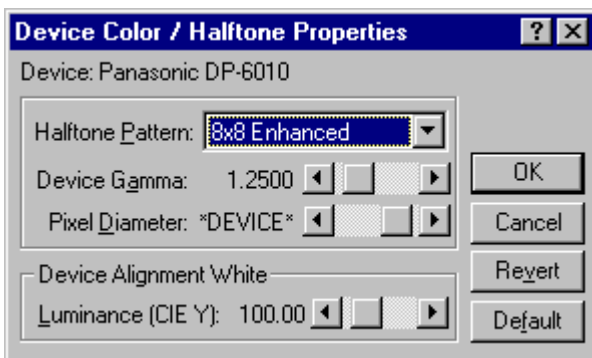 Device Color / Halftone Properties
Device: Panasonic DP-6010
Halftone Pattern: 8x8 Enhanced
Device Gamma: 1.2500
OK
Pixel Diameter: *DEVICE*
Cancel
Device Alignment White
Revert
Luminance (CIE Y): 100.00
Default